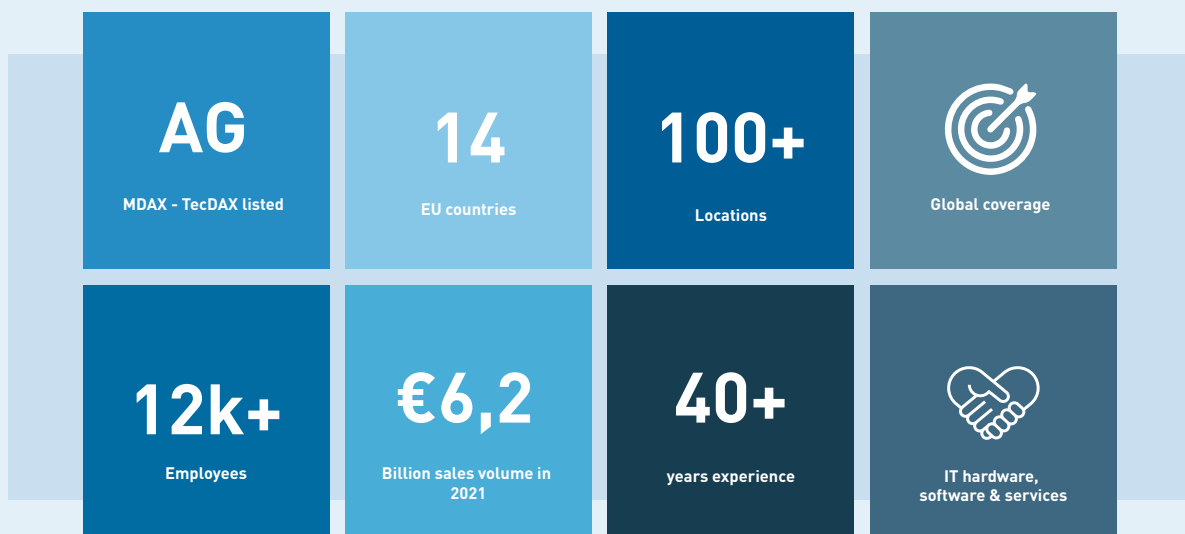 AG
MDAX - TecDAX listed
14
EU countries
100+
Locations
Global coverage
12k+
Employees
€6,2
Billion sales volume in
2021
40+
years experience
IT hardware,
software & services